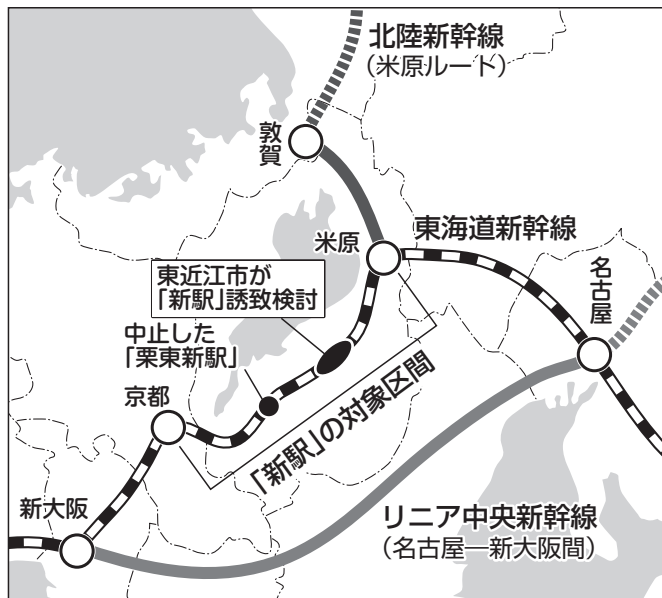 北陸新幹線
（米原ルート）
敦賀
米原
東海道新幹線
名古屋
東近江市が
「新駅」誘致検討
中止した
「栗東新駅」
京都
「新駅」の対象区間
新大阪
リニア中央新幹線
（名古屋―新大阪間）